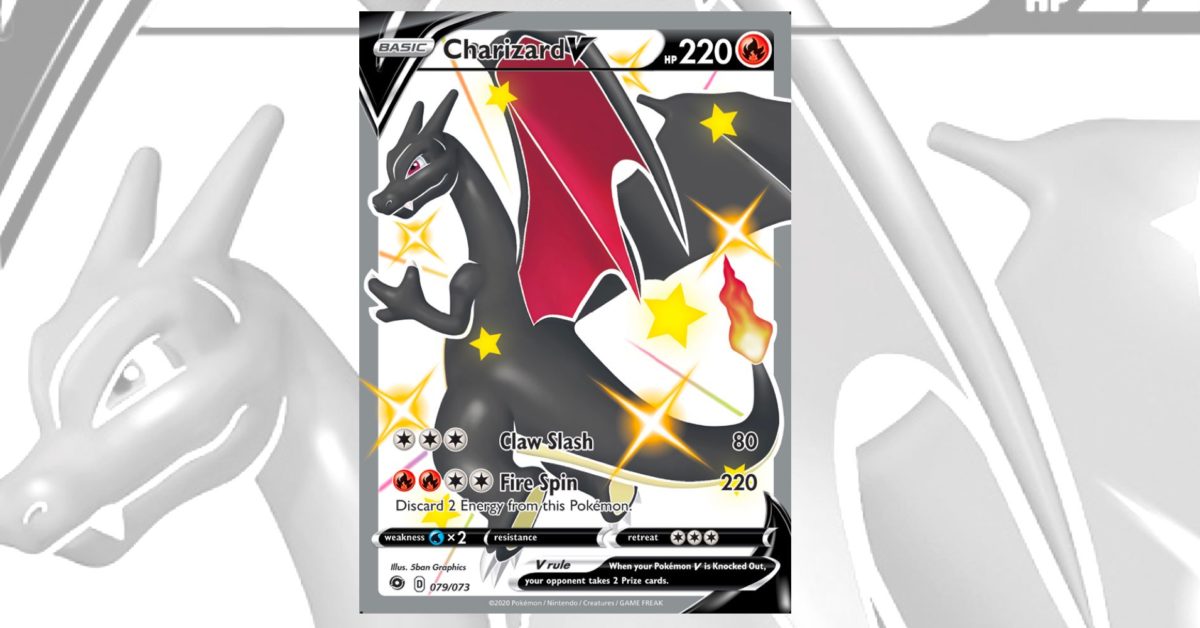 BASIC Charizard V HP 220
Claw Slash 80
Fire Spin 220
Discard 2 Energy from this Pokémon.
weakness ×2 resistance retreat
Illus. 5ban Graphics
V rule When your Pokémon V is Knocked Out,
your opponent takes 2 Prize cards.
D 079/073
©2020 Pokémon / Nintendo / Creatures / GAME FREAK
HP